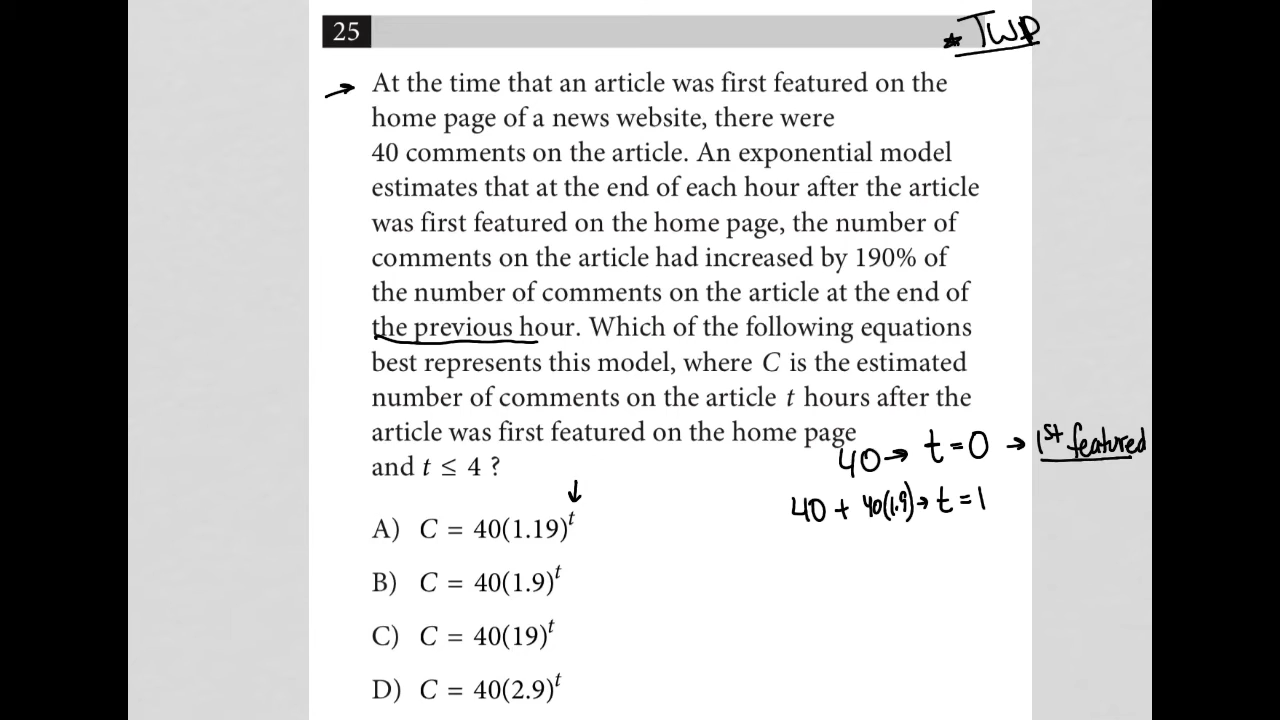 25
* TWP
→ At the time that an article was first featured on the
home page of a news website, there were
40 comments on the article. An exponential model
estimates that at the end of each hour after the article
was first featured on the home page, the number of
comments on the article had increased by 190% of
the number of comments on the article at the end of
the previous hour. Which of the following equations
best represents this model, where C is the estimated
number of comments on the article t hours after the
article was first featured on the home page
and t ≤ 4 ?
40 → t = 0 → 1st featured
40 + 40(1.9) → t = 1
A) C = 40(1.19)^t
B) C = 40(1.9)^t
C) C = 40(19)^t
D) C = 40(2.9)^t